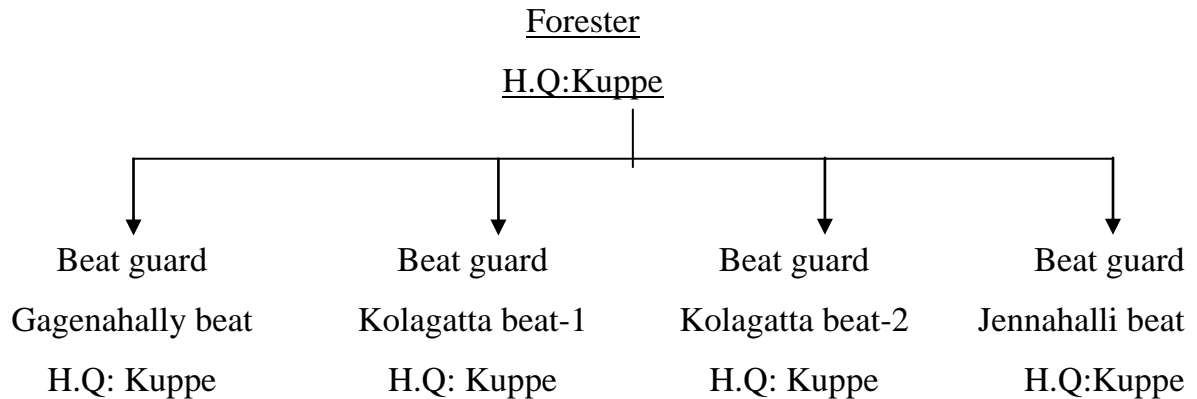 Forester
H.Q:Kuppe
Beat guard Beat guard Beat guard Beat guard
Gagenahally beat Kolagatta beat-1 Kolagatta beat-2 Jennahalli beat
H.Q: Kuppe H.Q: Kuppe H.Q: Kuppe H.Q:Kuppe